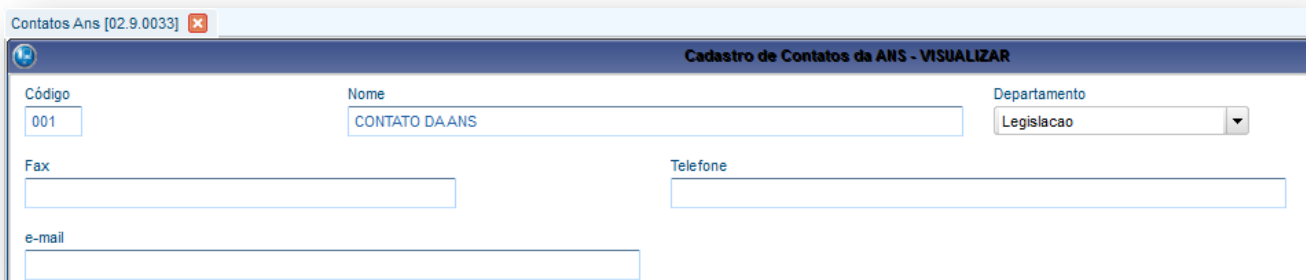 Contatos Ans [02.9.0033]
Cadastro de Contatos da ANS - VISUALIZAR
Código Nome Departamento
001 CONTATO DA ANS Legislacao
Fax Telefone
e-mail